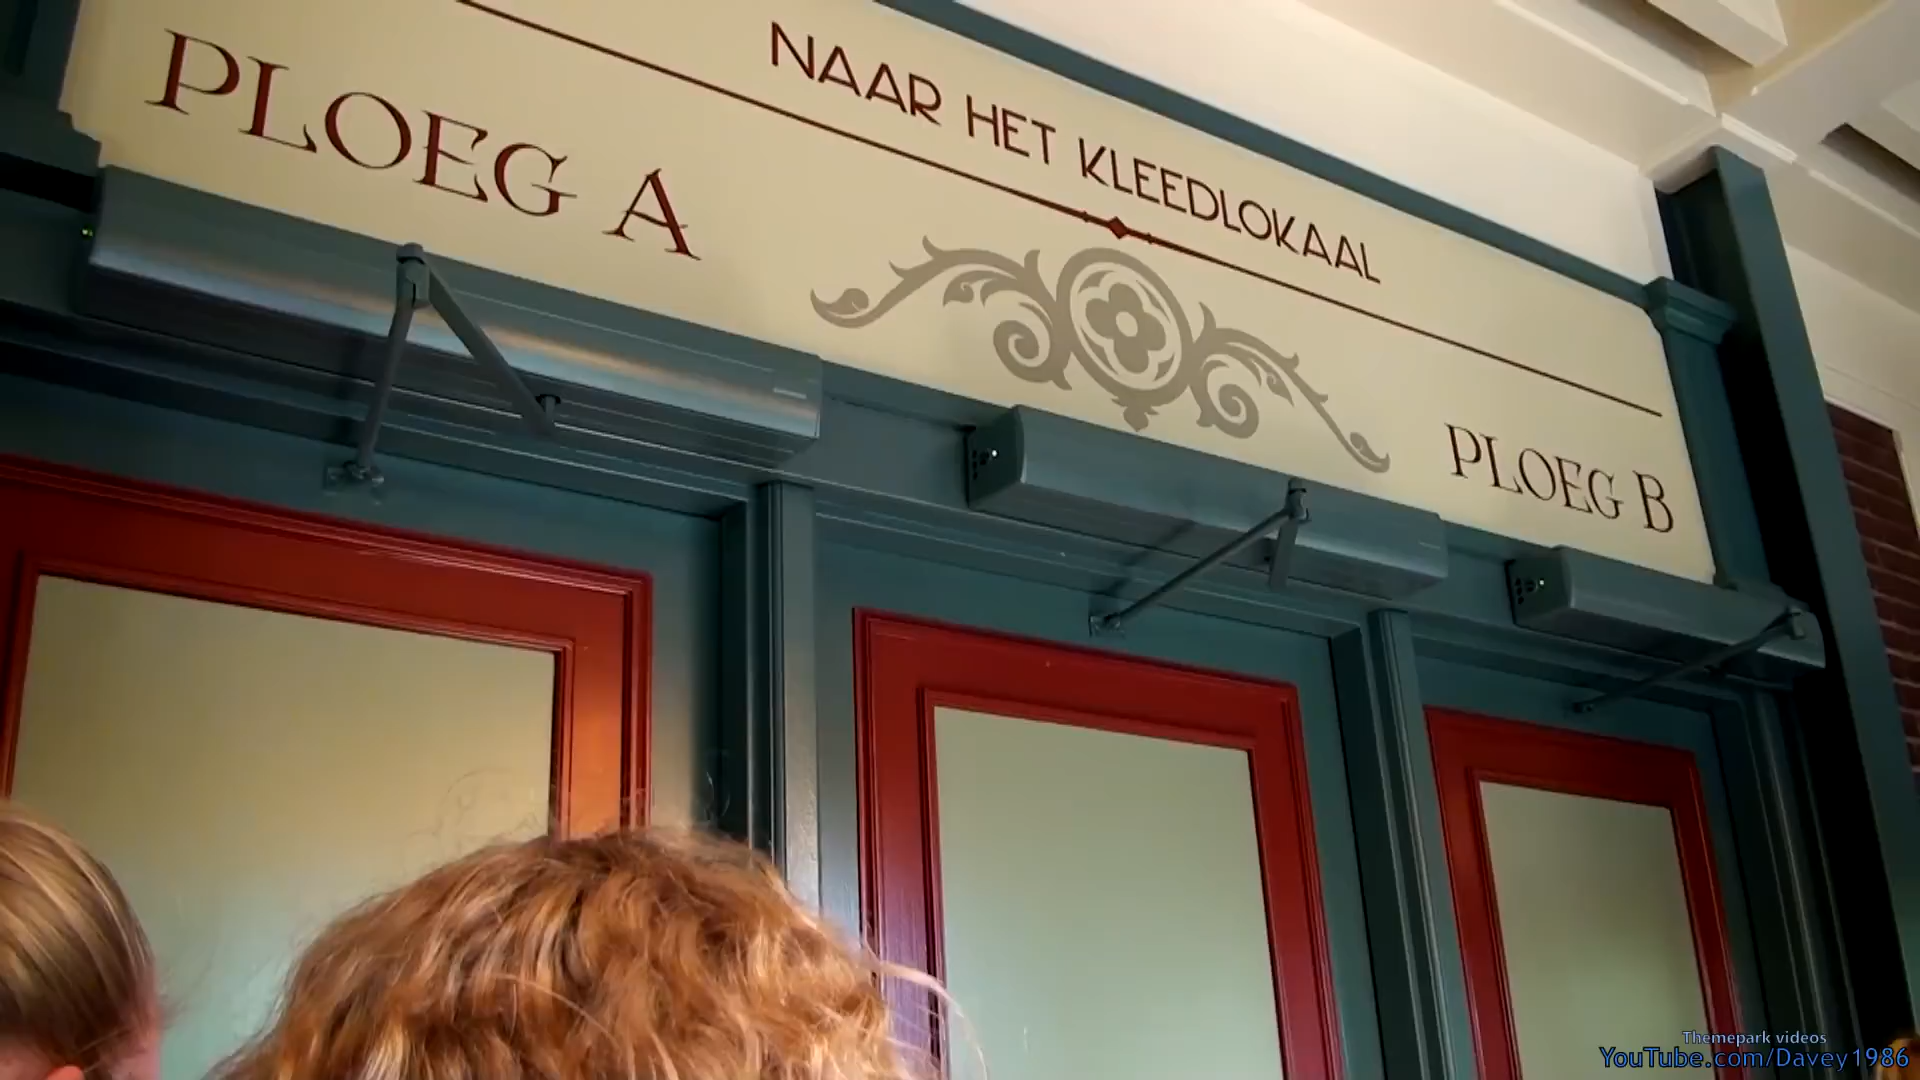 NAAR HET KLEEDLOKAAL
PLOEG A
PLOEG B
Themepark videos
YouTube.com/Davey1986